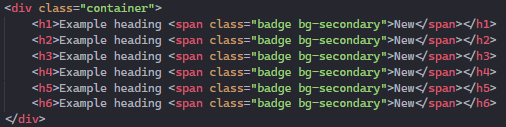 <div class="container">
    <h1>Example heading <span class="badge bg-secondary">New</span></h1>
    <h2>Example heading <span class="badge bg-secondary">New</span></h2>
    <h3>Example heading <span class="badge bg-secondary">New</span></h3>
    <h4>Example heading <span class="badge bg-secondary">New</span></h4>
    <h5>Example heading <span class="badge bg-secondary">New</span></h5>
    <h6>Example heading <span class="badge bg-secondary">New</span></h6>
</div>